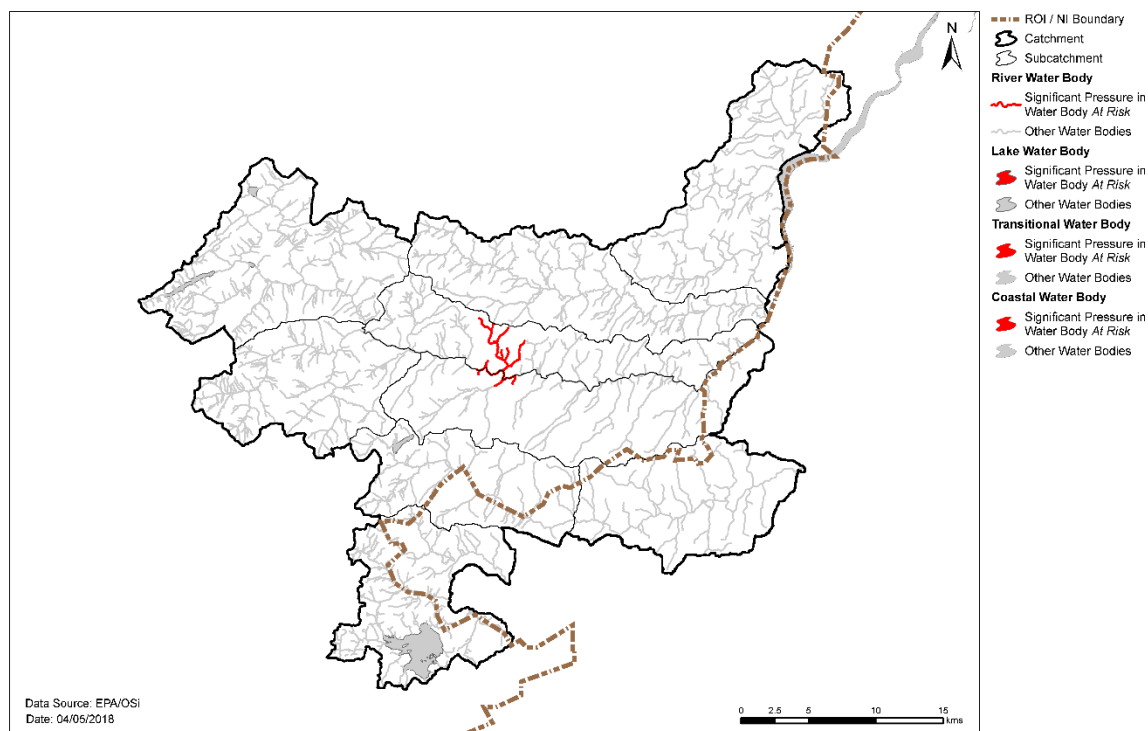 N
ROI / NI Boundary
Catchment
Subcatchment
River Water Body
Significant Pressure in
Water Body At Risk
Other Water Bodies
Lake Water Body
Significant Pressure in
Water Body At Risk
Other Water Bodies
Transitional Water Body
Significant Pressure in
Water Body At Risk
Other Water Bodies
Coastal Water Body
Significant Pressure in
Water Body At Risk
Other Water Bodies
Data Source: EPA/OSi
Date: 04/05/2018
0 2.5 5 10 15
kms